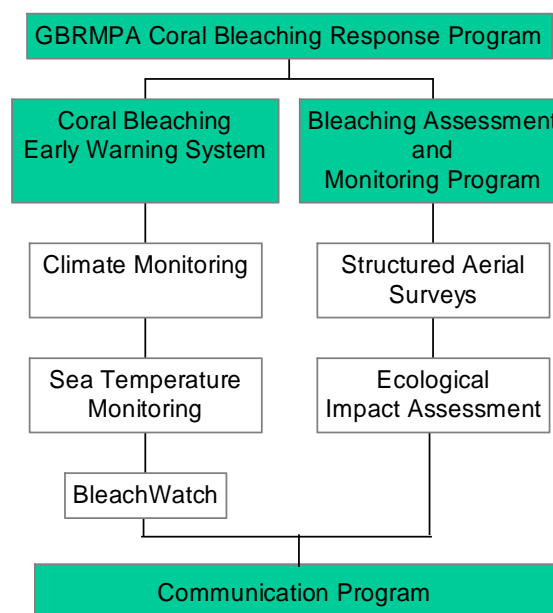 GBRMPA Coral Bleaching Response Program
Coral Bleaching
Early Warning System
Bleaching Assessment
and
Monitoring Program
Climate Monitoring
Structured Aerial
Surveys
Sea Temperature
Monitoring
Ecological
Impact Assessment
BleachWatch
Communication Program